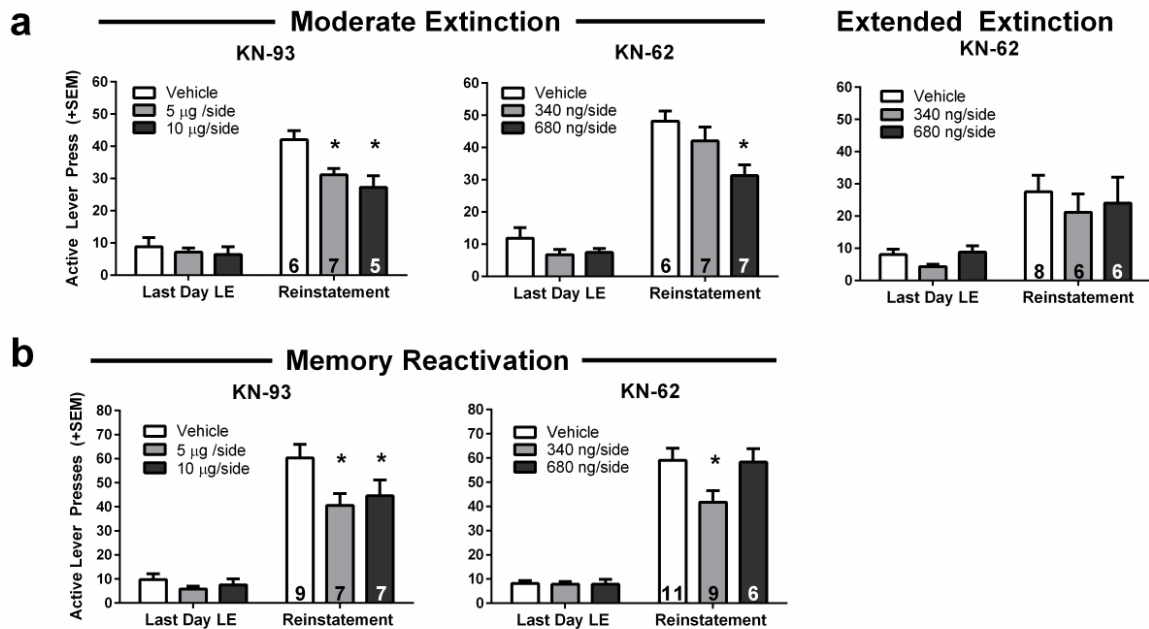 a
Moderate Extinction
Extended Extinction
KN-93
KN-62
KN-62
Active Lever Press (+SEM)
60
50
40
30
20
10
0
Vehicle
5 μg /side
10 μg/side
* *
6 7 5
Last Day LE Reinstatement
60
50
40
30
20
10
0
Vehicle
340 ng/side
680 ng/side
*
6 7 7
Last Day LE Reinstatement
60
50
40
30
20
10
0
Vehicle
340 ng/side
680 ng/side
8 6 6
Last Day LE Reinstatement
b
Memory Reactivation
KN-93
KN-62
Active Lever Presses (+SEM)
80
70
60
50
40
30
20
10
0
Vehicle
5 μg /side
10 μg/side
* *
9 7 7
Last Day LE Reinstatement
80
70
60
50
40
30
20
10
0
Vehicle
340 ng/side
680 ng/side
*
11 9 6
Last Day LE Reinstatement